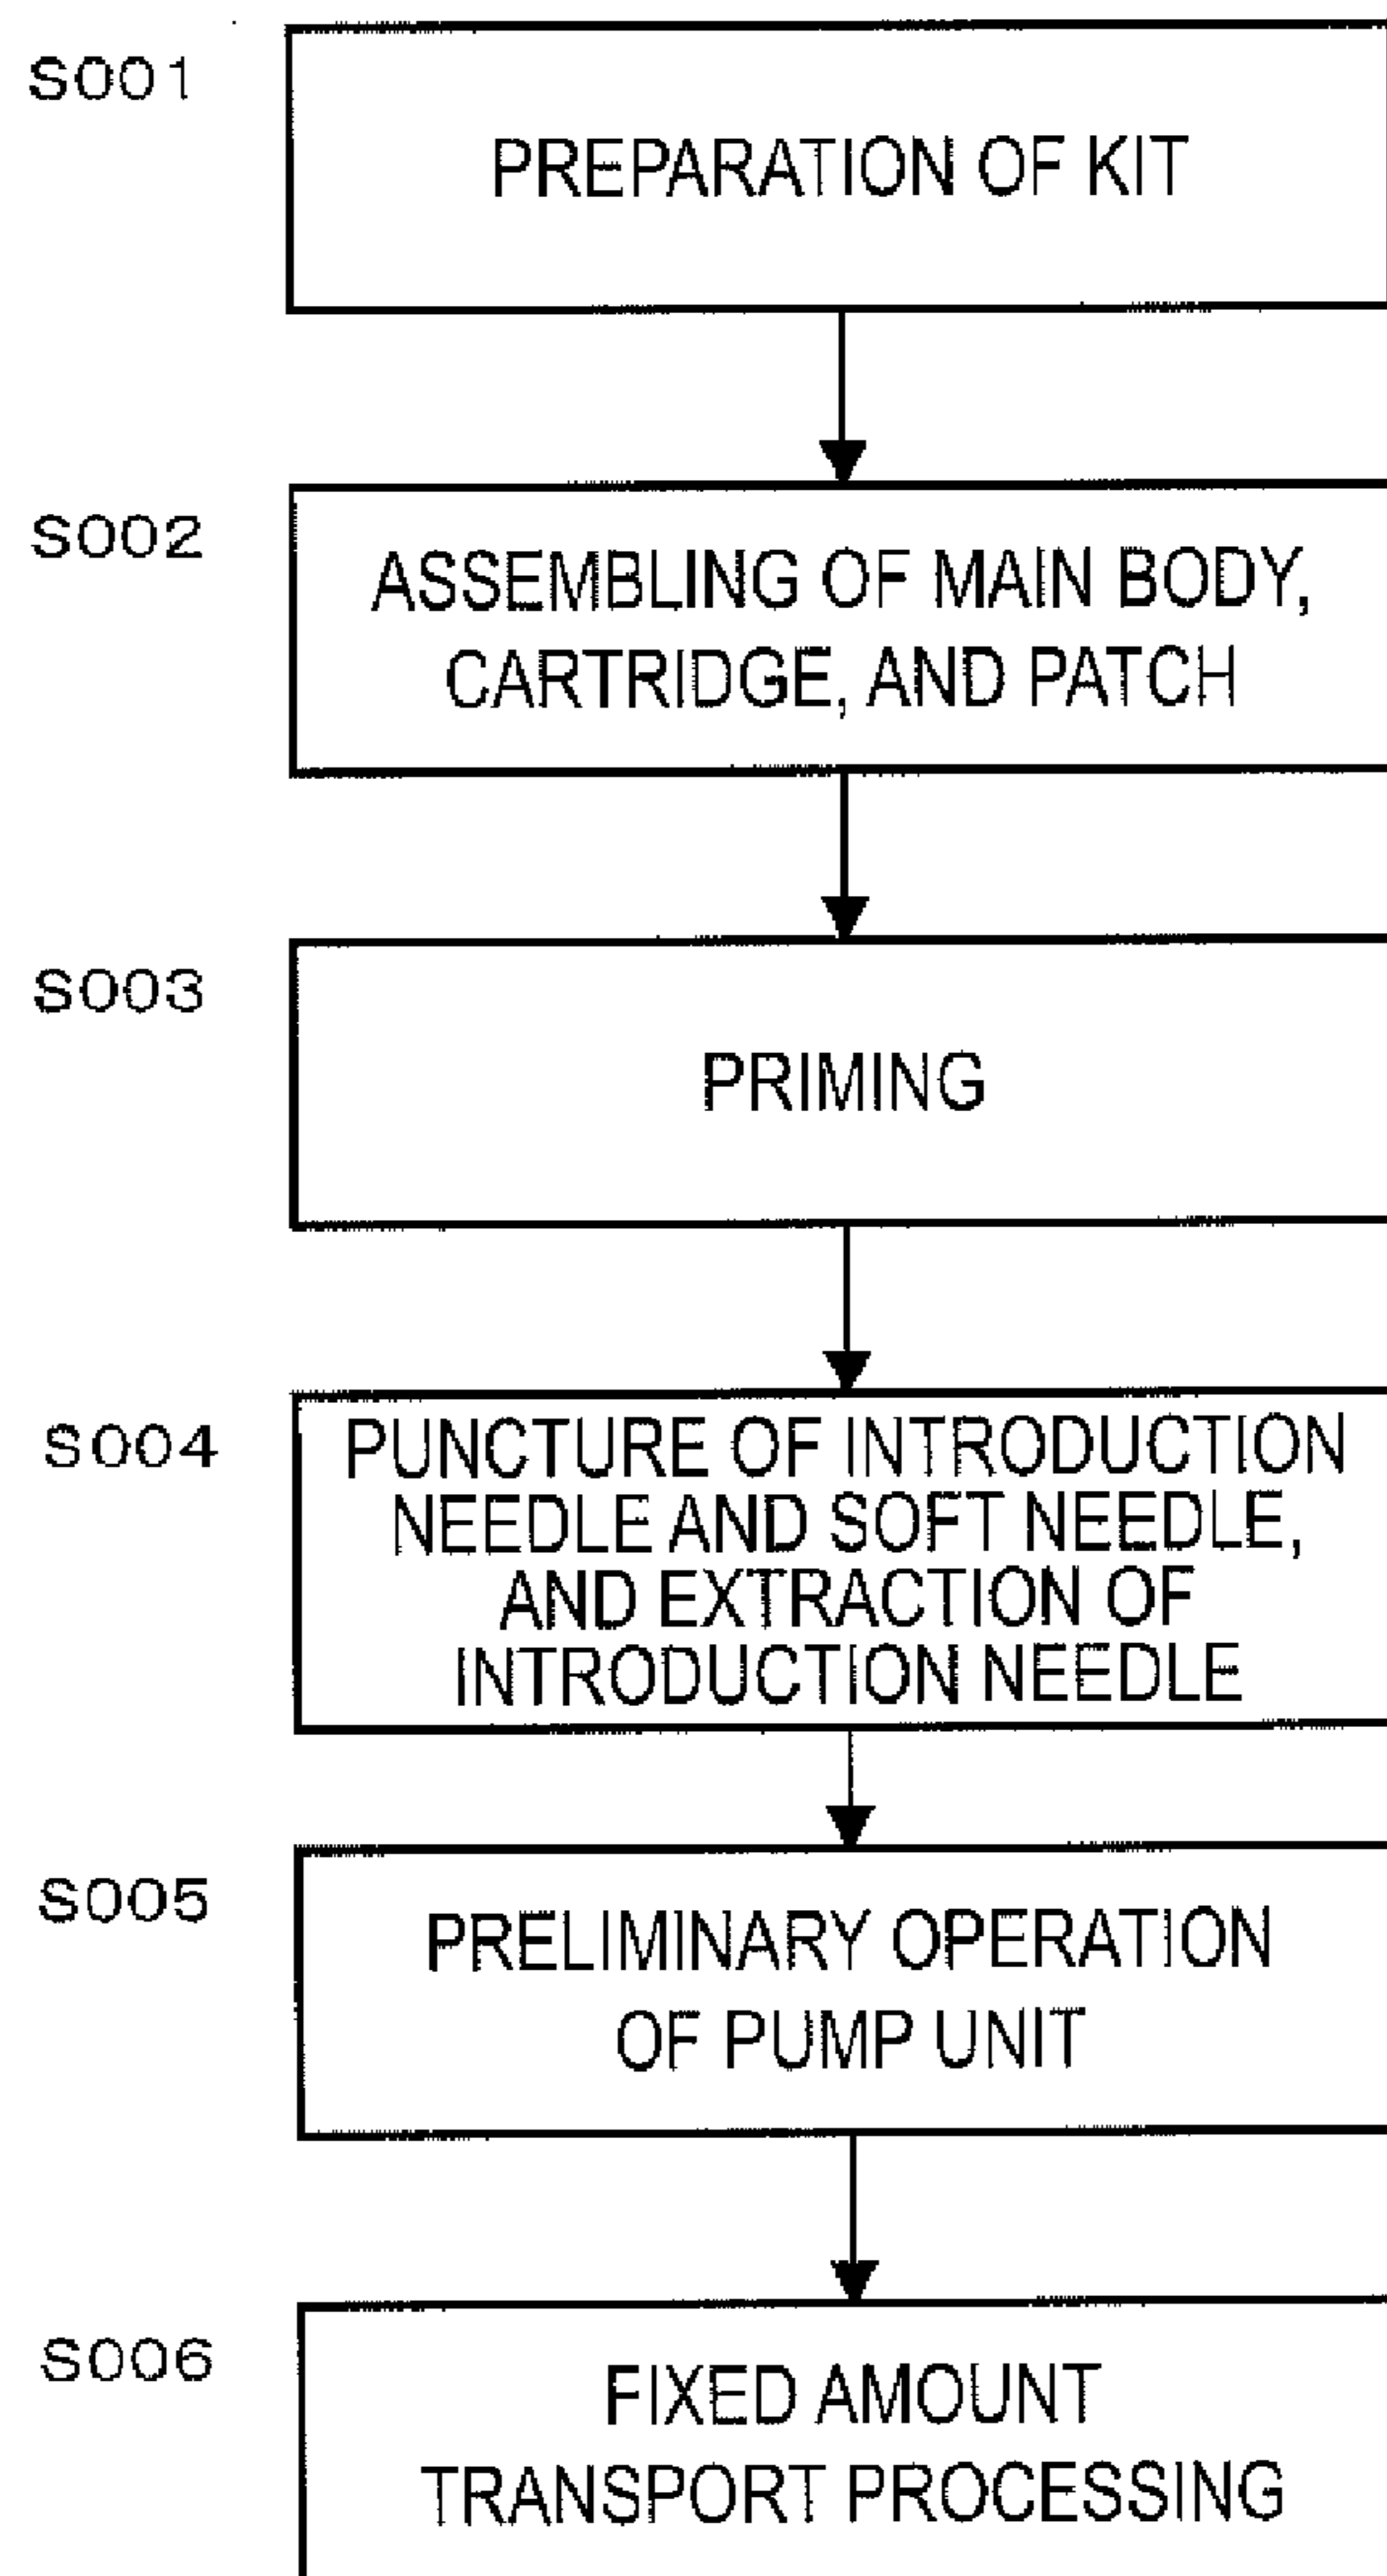 S001
PREPARATION OF KIT
S002
ASSEMBLING OF MAIN BODY,
CARTRIDGE, AND PATCH
S003
PRIMING
S004
PUNCTURE OF INTRODUCTION
NEEDLE AND SOFT NEEDLE,
AND EXTRACTION OF
INTRODUCTION NEEDLE
S005
PRELIMINARY OPERATION
OF PUMP UNIT
S006
FIXED AMOUNT
TRANSPORT PROCESSING